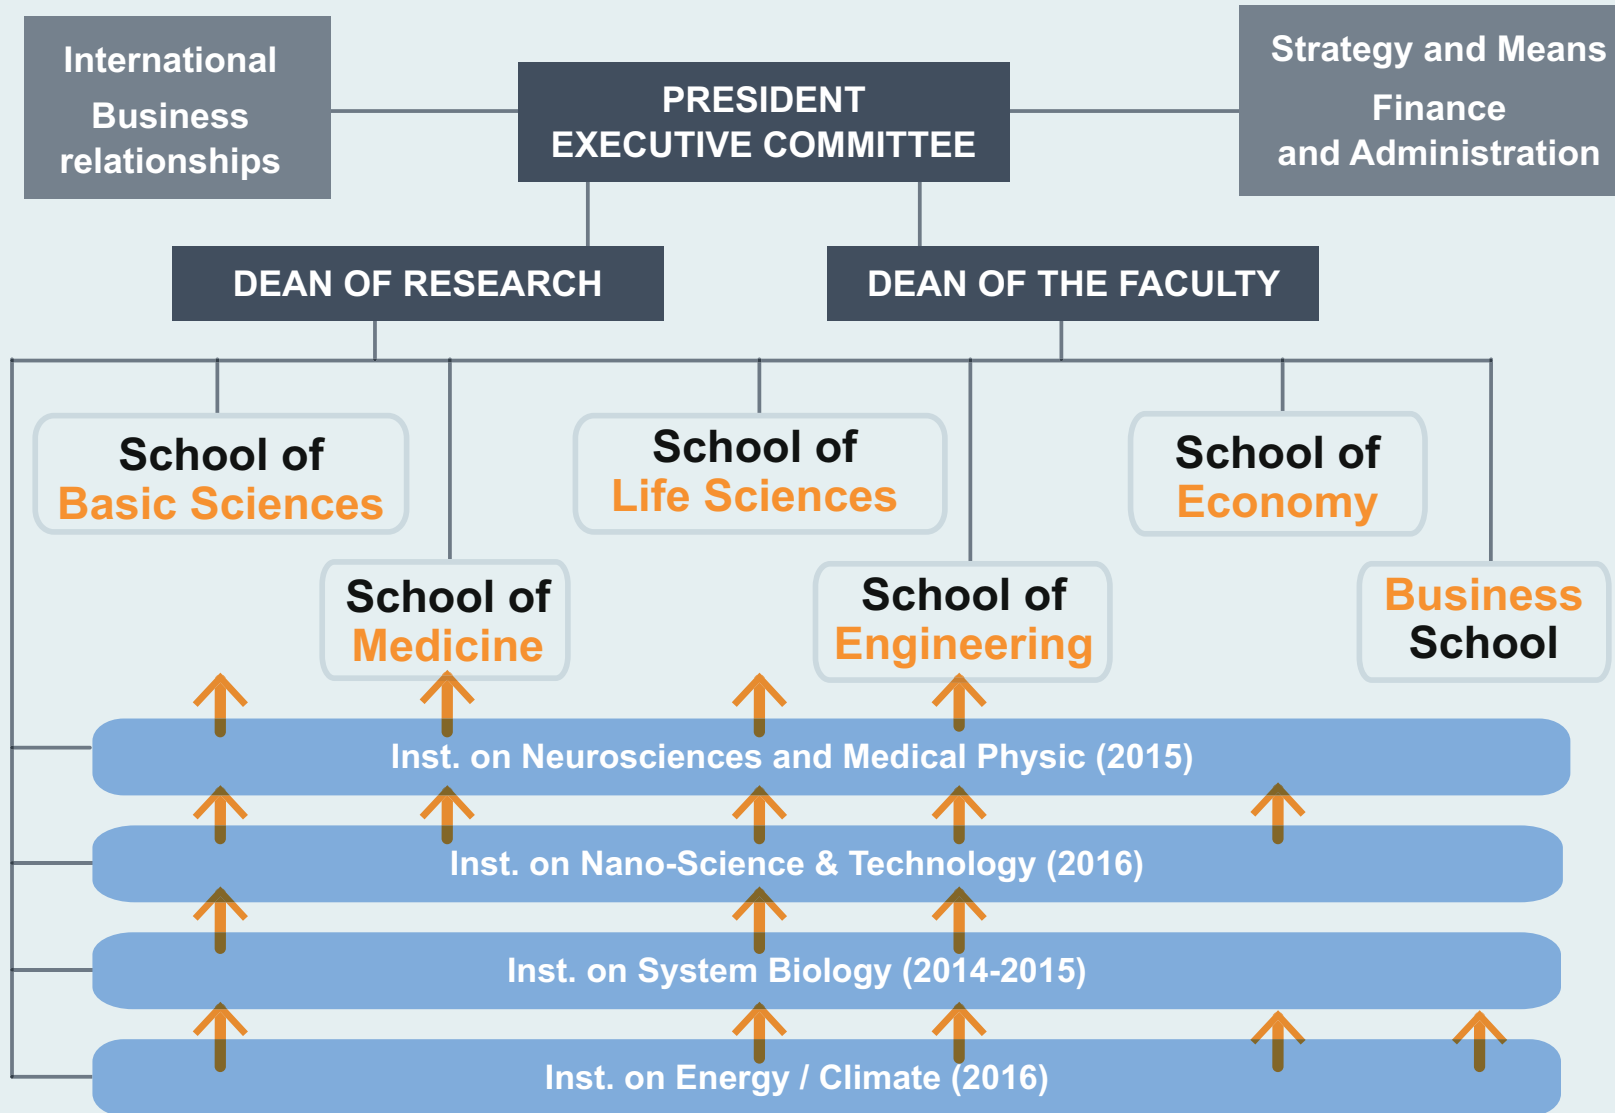 International
Business
relationships
PRESIDENT
EXECUTIVE COMMITTEE
Strategy and Means
Finance
and Administration
DEAN OF RESEARCH
DEAN OF THE FACULTY
School of
Basic Sciences
School of
Life Sciences
School of
Economy
School of
Medicine
School of
Engineering
Business
School
Inst. on Neurosciences and Medical Physic (2015)
Inst. on Nano-Science & Technology (2016)
Inst. on System Biology (2014-2015)
Inst. on Energy / Climate (2016)